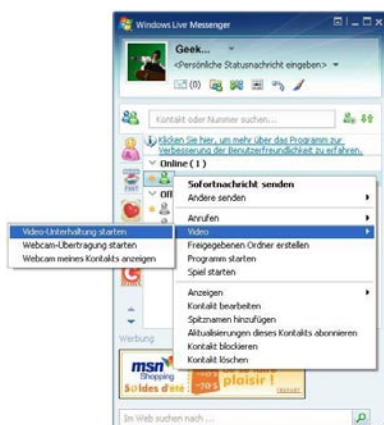 Windows Live Messenger
Geek...
<Persönliche Statusnachricht eingeben>
(0)
Kontakt oder Nummer suchen...
Klicken Sie hier, um mehr über das Programm zur
Verbesserung der Benutzerfreundlichkeit zu erfahren.
Online (1)
Off
Sofortnachricht senden
Andere senden
Anrufen
Video
Video-Unterhaltung starten
Webcam-Übertragung starten
Webcam meines Kontakts anzeigen
Freigegebenen Ordner erstellen
Programm starten
Spiel starten
Anzeigen
Kontakt bearbeiten
Spitznamen hinzufügen
Aktualisierungen dieses Kontakts abonnieren
Kontakt blockieren
Kontakt löschen
Werbung
msn
Shopping
Soldes d'été
-70$ plaisir !
Im Web suchen nach ...